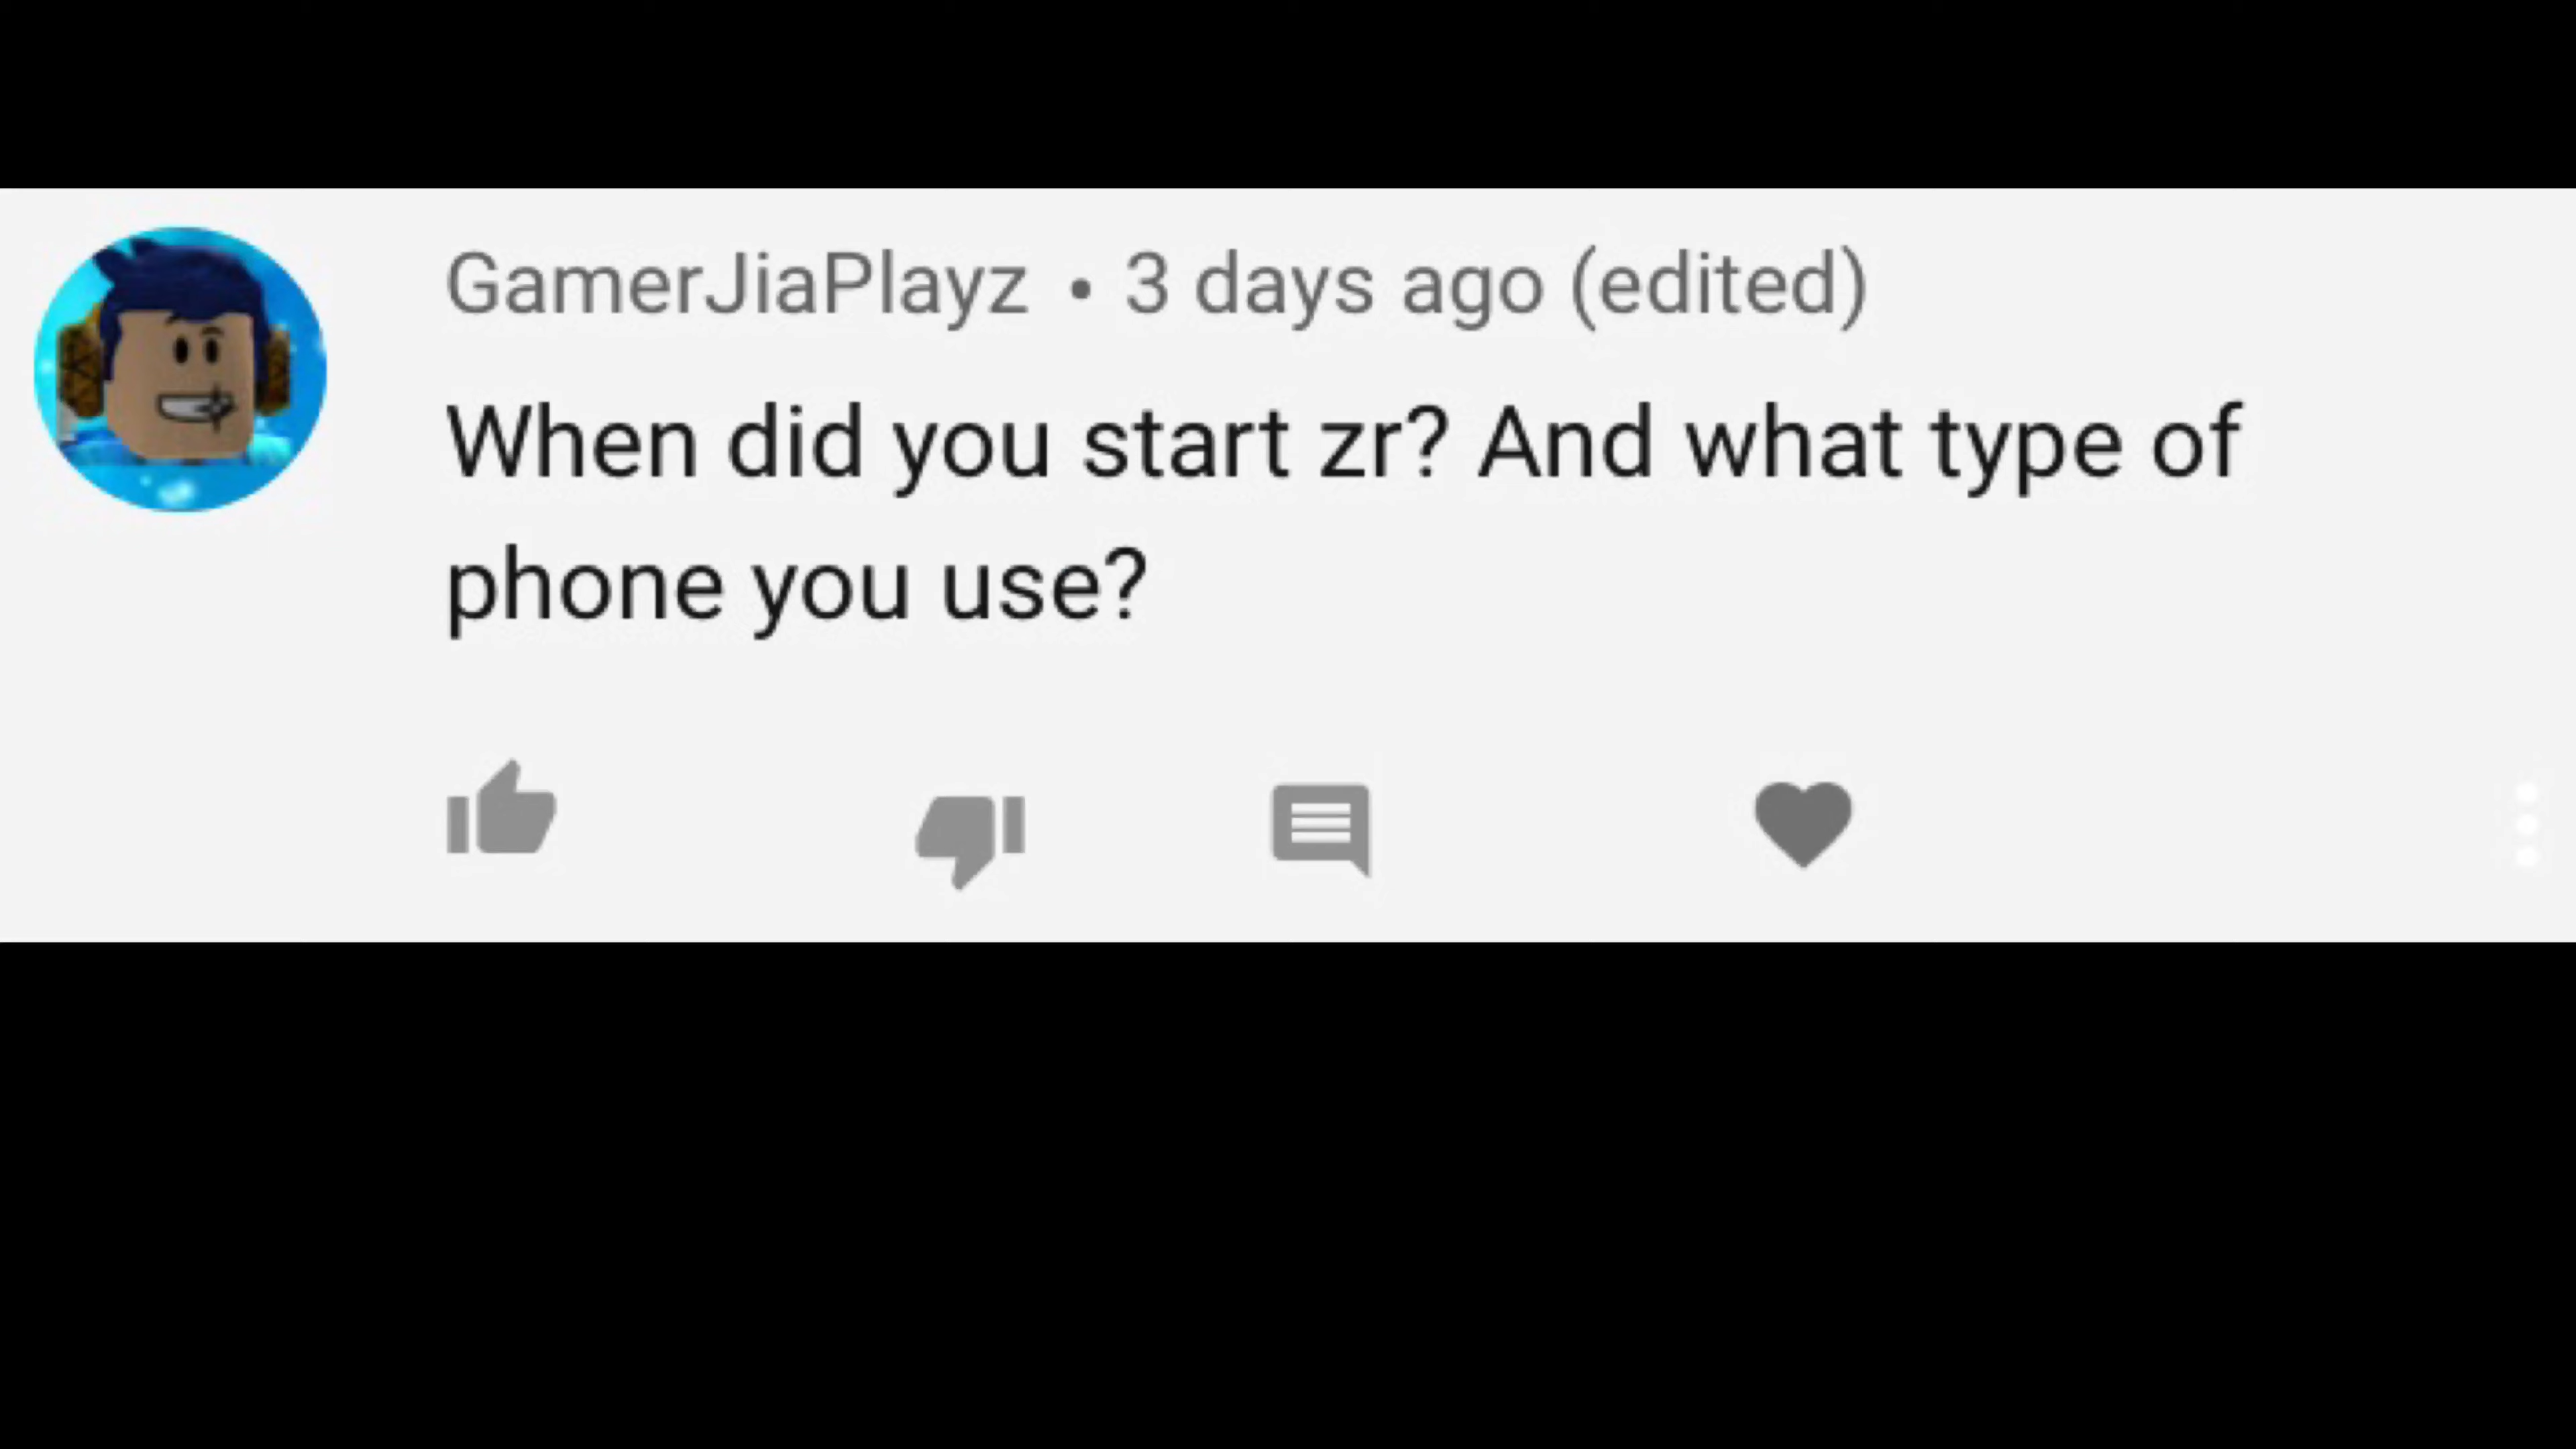 GamerJiaPlayz • 3 days ago (edited)
When did you start zr? And what type of
phone you use?